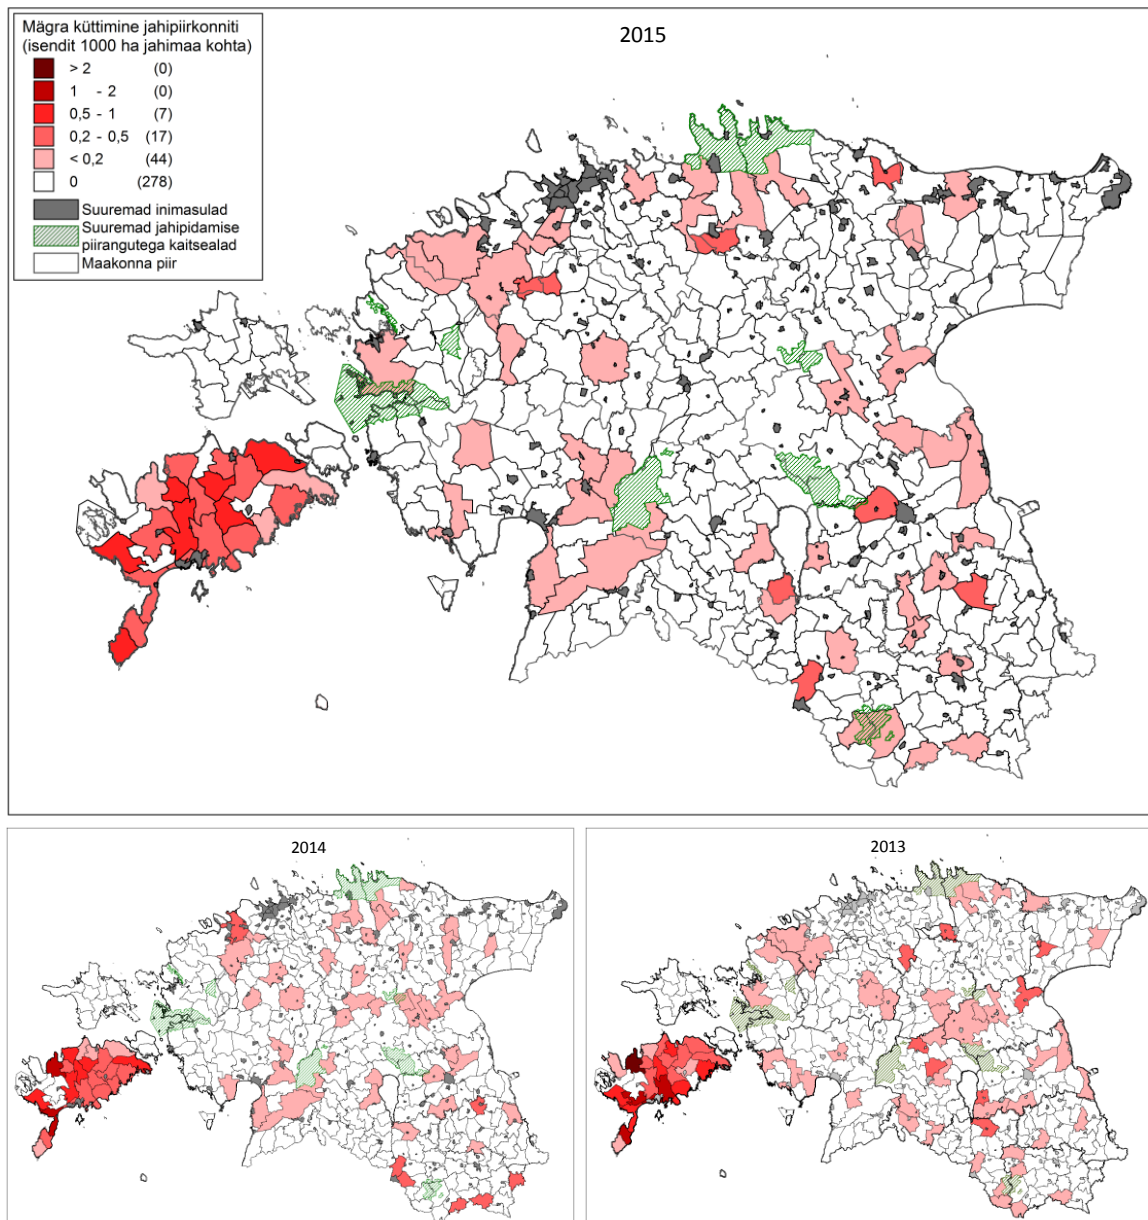 Mägra küttimine jahipiirkonniti
(isendit 1000 ha jahimaa kohta)
> 2 (0)
1 - 2 (0)
0,5 - 1 (7)
0,2 - 0,5 (17)
< 0,2 (44)
0 (278)
Suuremad inimasulad
Suuremad jahipidamise
piirangutega kaitsealad
Maakonna piir
2015
2014
2013